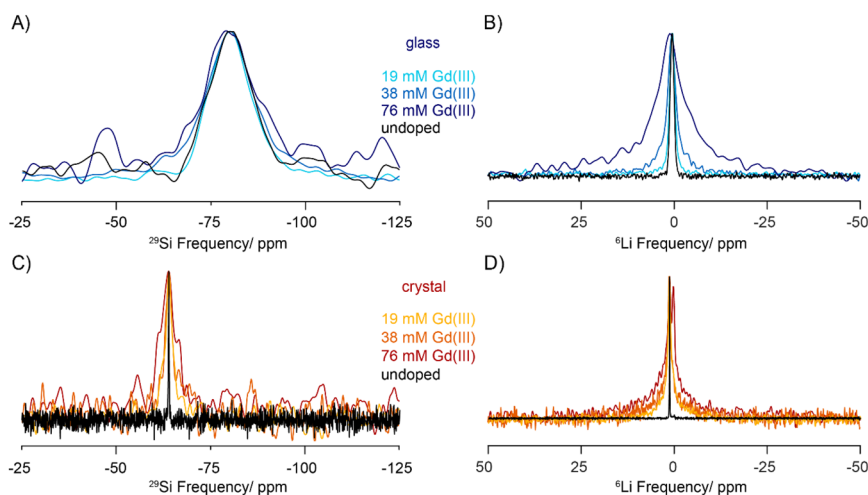 A)
glass
19 mM Gd(III)
38 mM Gd(III)
76 mM Gd(III)
undoped
-25 -50 -75 -100 -125
²⁹Si Frequency/ ppm
B)
50 25 0 -25 -50
⁶Li Frequency/ ppm
C)
crystal
19 mM Gd(III)
38 mM Gd(III)
76 mM Gd(III)
undoped
-25 -50 -75 -100 -125
²⁹Si Frequency/ ppm
D)
50 25 0 -25 -50
⁶Li Frequency/ ppm